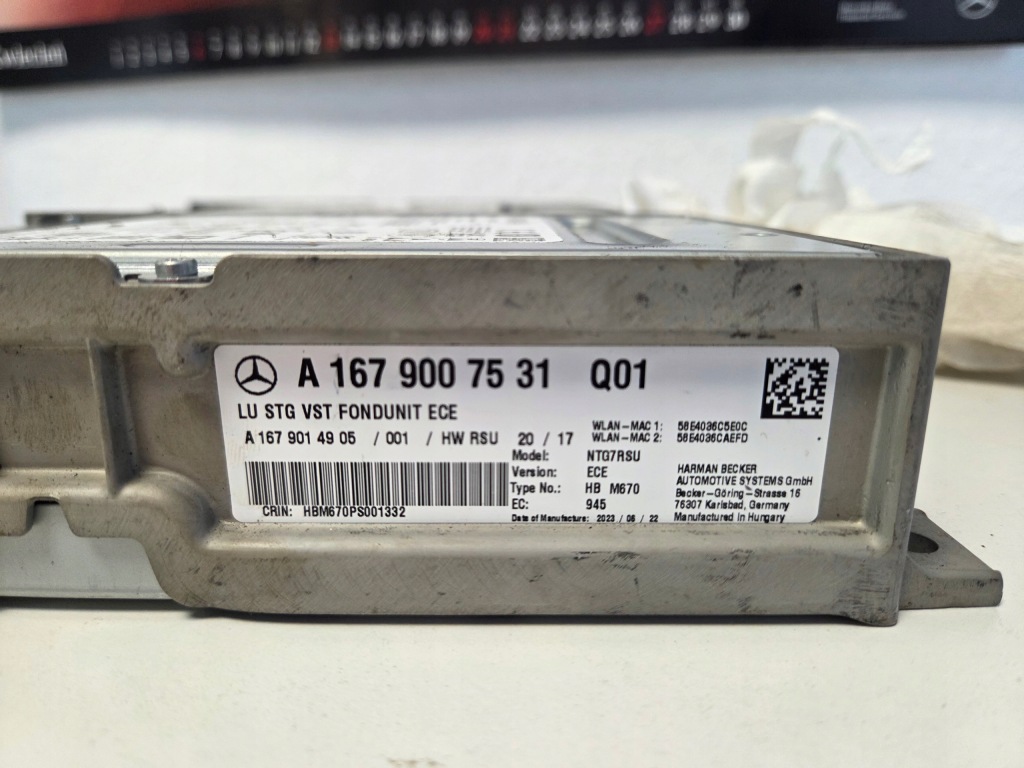 A 167 900 75 31 Q01
LU STG VST FONDUNIT ECE
A 167 901 49 05 / 001 / HW RSU 20 / 17
WLAN-MAC 1: 58E4036C5E0C
WLAN-MAC 2: 58E4036CAEFD
Model: NTG7RSU
Version: ECE
Type No.: HB M670
EC: 945
Date of Manufacture: 2023 / 06 / 22
CRIN: HBM670PS001332
HARMAN BECKER
AUTOMOTIVE SYSTEMS GmbH
Becker-Göring-Strasse 16
76307 Karlsbad, Germany
Manufactured in Hungary